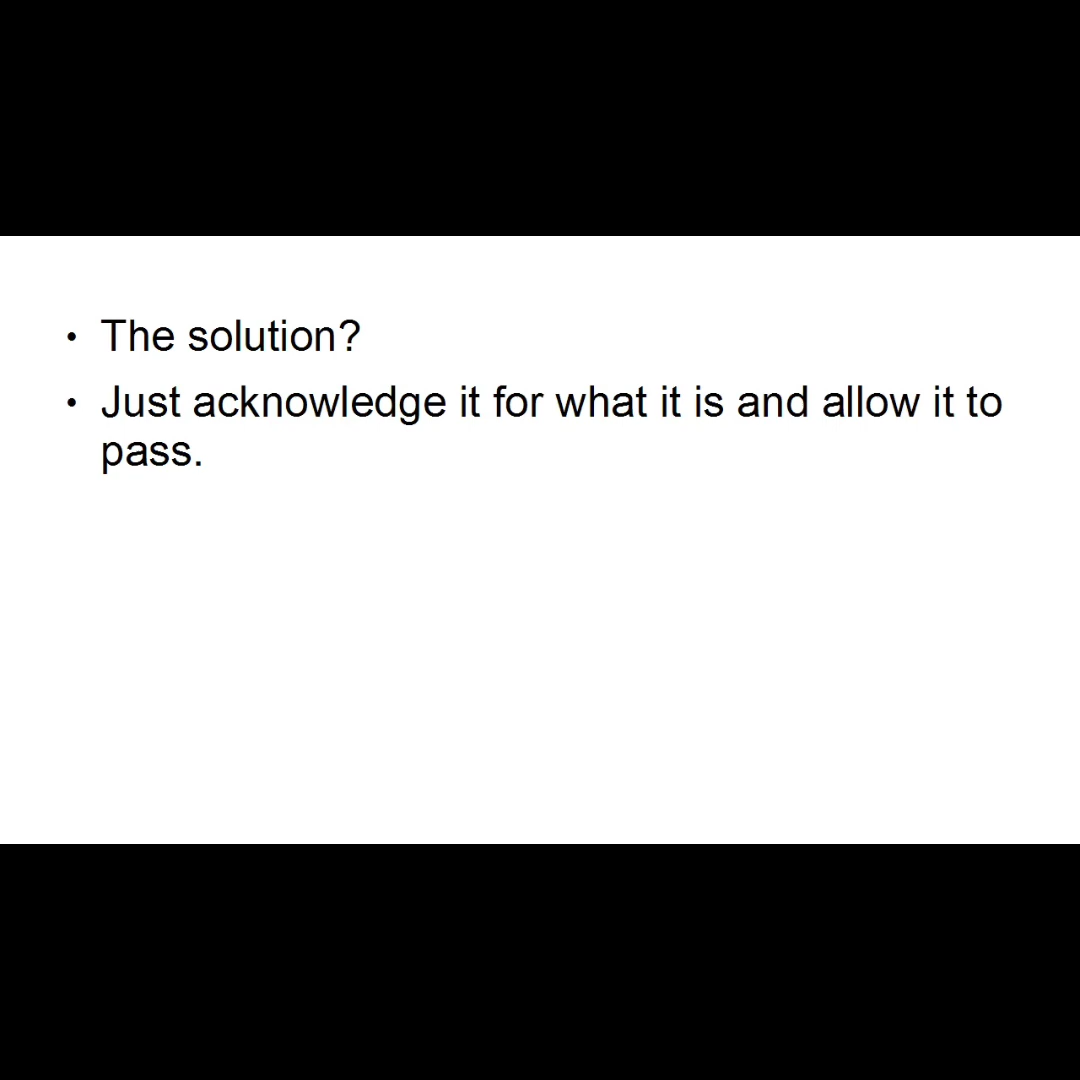 • The solution?
• Just acknowledge it for what it is and allow it to
pass.